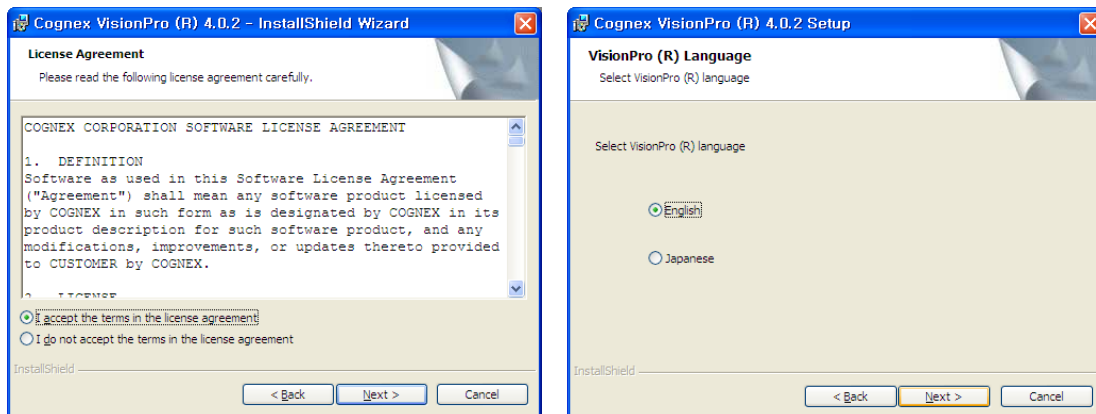 Cognex VisionPro (R) 4.0.2 - InstallShield Wizard
License Agreement
Please read the following license agreement carefully.
COGNEX CORPORATION SOFTWARE LICENSE AGREEMENT
1. DEFINITION
Software as used in this Software License Agreement
("Agreement") shall mean any software product licensed
by COGNEX in such form as is designated by COGNEX in its
product description for such software product, and any
modifications, improvements, or updates thereto provided
to CUSTOMER by COGNEX.
2. LICENSE
I accept the terms in the license agreement
I do not accept the terms in the license agreement
InstallShield
< Back
Next >
Cancel
Cognex VisionPro (R) 4.0.2 Setup
VisionPro (R) Language
Select VisionPro (R) language
Select VisionPro (R) language
English
Japanese
InstallShield
< Back
Next >
Cancel